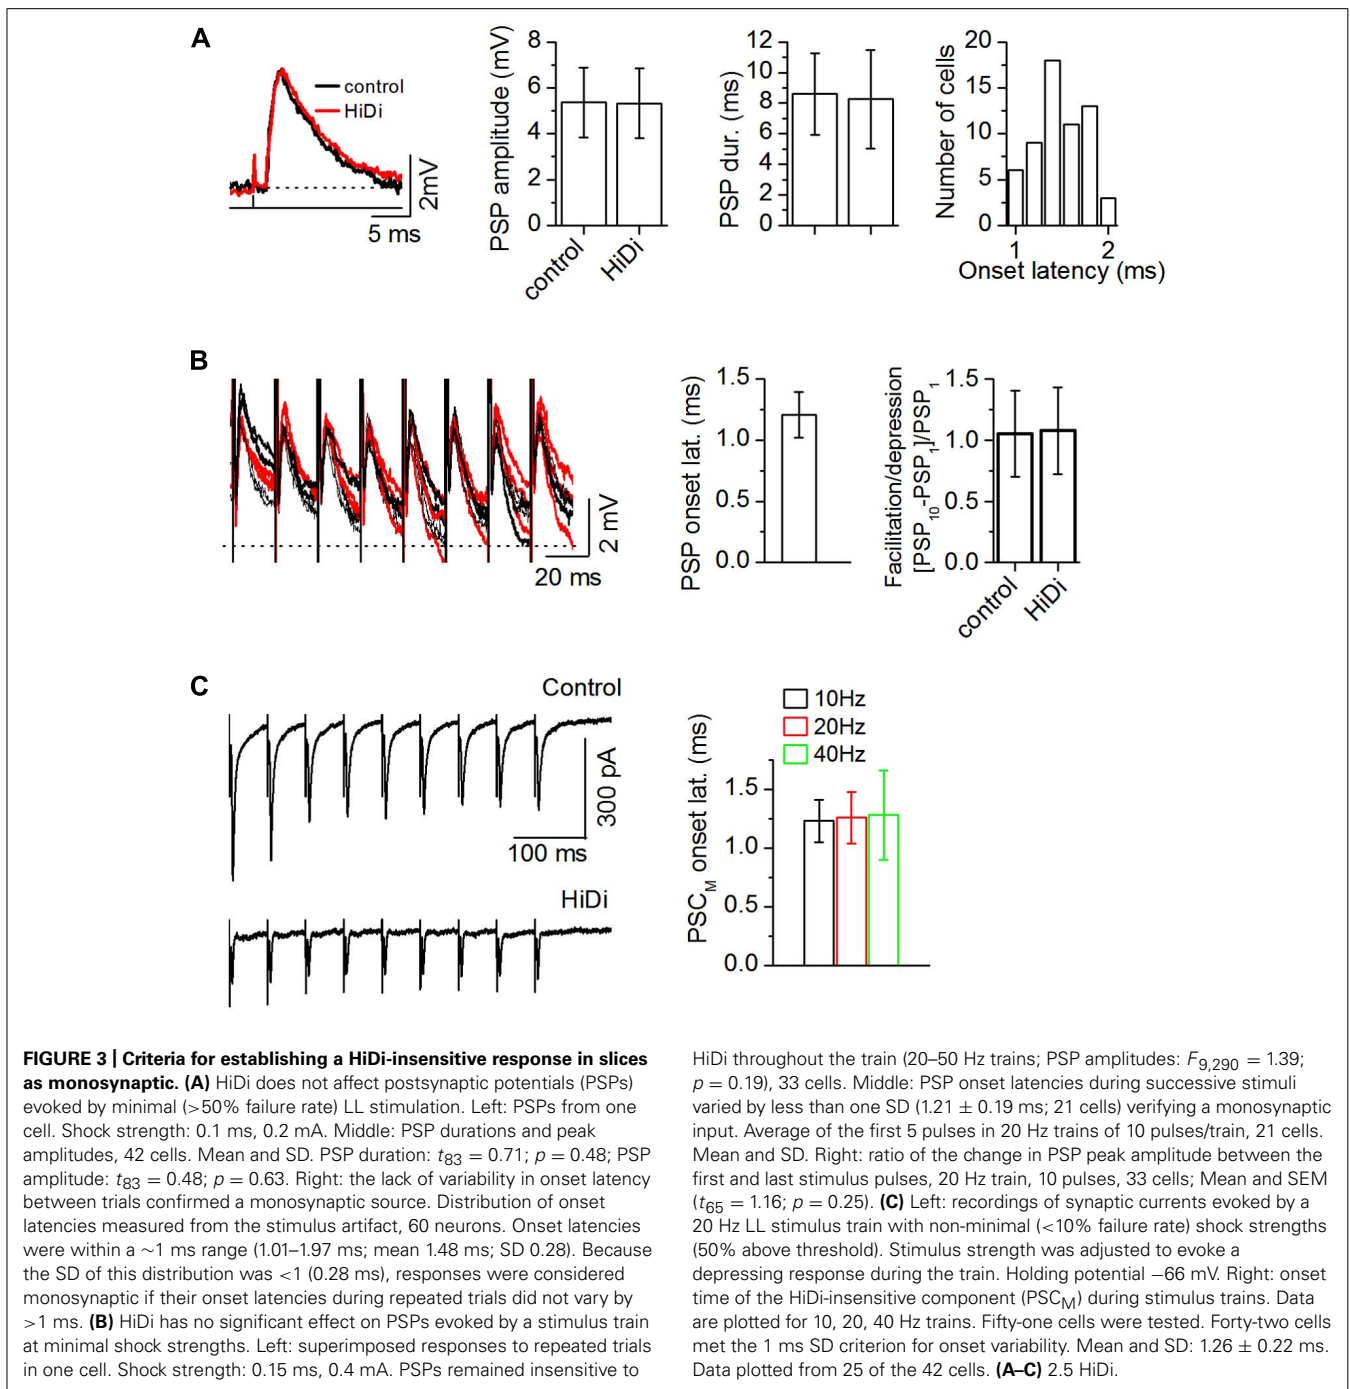 A
control
HiDi
2mV
5 ms
PSP amplitude (mV)
8
6
4
2
0
control
HiDi
PSP dur. (ms)
12
10
8
6
4
2
0
Number of cells
20
15
10
5
0
1
2
Onset latency (ms)
B
2 mV
20 ms
PSP onset lat. (ms)
1.5
1.0
0.5
0.0
Facilitation/depression
[PSP10-PSP1]/PSP1
1.5
1.0
0.5
0.0
control
HiDi
C
Control
300 pA
100 ms
HiDi
10Hz
20Hz
40Hz
PSCM onset lat. (ms)
1.5
1.0
0.5
0.0
FIGURE 3 | Criteria for establishing a HiDi-insensitive response in slices
as monosynaptic. (A) HiDi does not affect postsynaptic potentials (PSPs)
evoked by minimal (>50% failure rate) LL stimulation. Left: PSPs from one
cell. Shock strength: 0.1 ms, 0.2 mA. Middle: PSP durations and peak
amplitudes, 42 cells. Mean and SD. PSP duration: t83 = 0.71; p = 0.48; PSP
amplitude: t83 = 0.48; p = 0.63. Right: the lack of variability in onset latency
between trials confirmed a monosynaptic source. Distribution of onset
latencies measured from the stimulus artifact, 60 neurons. Onset latencies
were within a ~1 ms range (1.01–1.97 ms; mean 1.48 ms; SD 0.28). Because
the SD of this distribution was <1 (0.28 ms), responses were considered
monosynaptic if their onset latencies during repeated trials did not vary by
>1 ms. (B) HiDi has no significant effect on PSPs evoked by a stimulus train
at minimal shock strengths. Left: superimposed responses to repeated trials
in one cell. Shock strength: 0.15 ms, 0.4 mA. PSPs remained insensitive to
HiDi throughout the train (20–50 Hz trains; PSP amplitudes: F9,290 = 1.39;
p = 0.19), 33 cells. Middle: PSP onset latencies during successive stimuli
varied by less than one SD (1.21 ± 0.19 ms; 21 cells) verifying a monosynaptic
input. Average of the first 5 pulses in 20 Hz trains of 10 pulses/train, 21 cells.
Mean and SD. Right: ratio of the change in PSP peak amplitude between the
first and last stimulus pulses, 20 Hz train, 10 pulses, 33 cells; Mean and SEM
(t65 = 1.16; p = 0.25). (C) Left: recordings of synaptic currents evoked by a
20 Hz LL stimulus train with non-minimal (<10% failure rate) shock strengths
(50% above threshold). Stimulus strength was adjusted to evoke a
depressing response during the train. Holding potential −66 mV. Right: onset
time of the HiDi-insensitive component (PSCM) during stimulus trains. Data
are plotted for 10, 20, 40 Hz trains. Fifty-one cells were tested. Forty-two cells
met the 1 ms SD criterion for onset variability. Mean and SD: 1.26 ± 0.22 ms.
Data plotted from 25 of the 42 cells. (A–C) 2.5 HiDi.